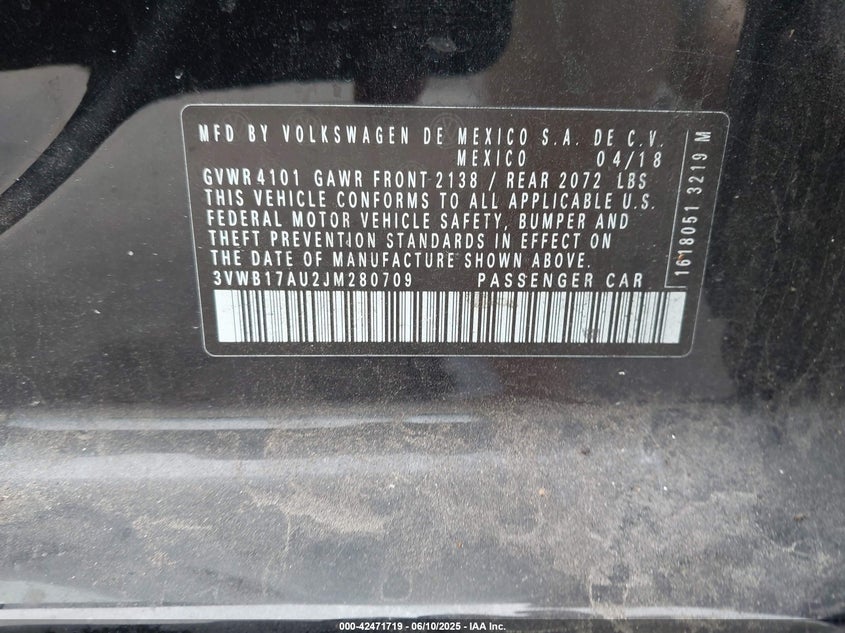 MFD BY VOLKSWAGEN DE MEXICO S.A. DE C.V.
MEXICO 04/18
GVWR 4101 GAWR FRONT 2138 / REAR 2072 LBS
THIS VEHICLE CONFORMS TO ALL APPLICABLE U.S.
FEDERAL MOTOR VEHICLE SAFETY, BUMPER AND
THEFT PREVENTION STANDARDS IN EFFECT ON
THE DATE OF MANUFACTURE SHOWN ABOVE.
3VWB17AU2JM280709 PASSENGER CAR
1618051 3219 M
000-42471719 - 06/10/2025 - IAA Inc.